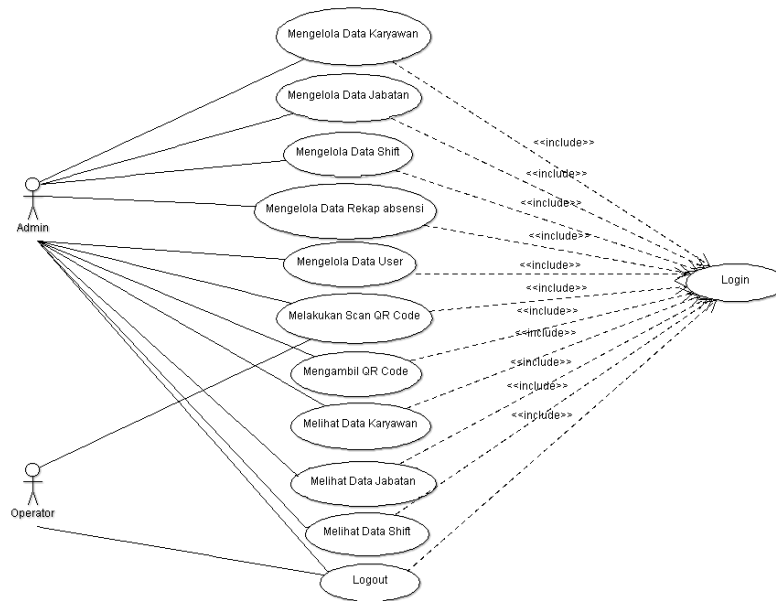 Mengelola Data Karyawan
Mengelola Data Jabatan
<<include>>
Mengelola Data Shift
<<include>>
Admin
<<include>>
Mengelola Data Rekap absensi
<<include>>
Mengelola Data User
<<include>>
Login
<<include>>
Melakukan Scan QR Code
<<include>>
<<include>>
Mengambil QR Code
<<include>>
<<include>>
Melihat Data Karyawan
Melihat Data Jabatan
Operator
Melihat Data Shift
Logout